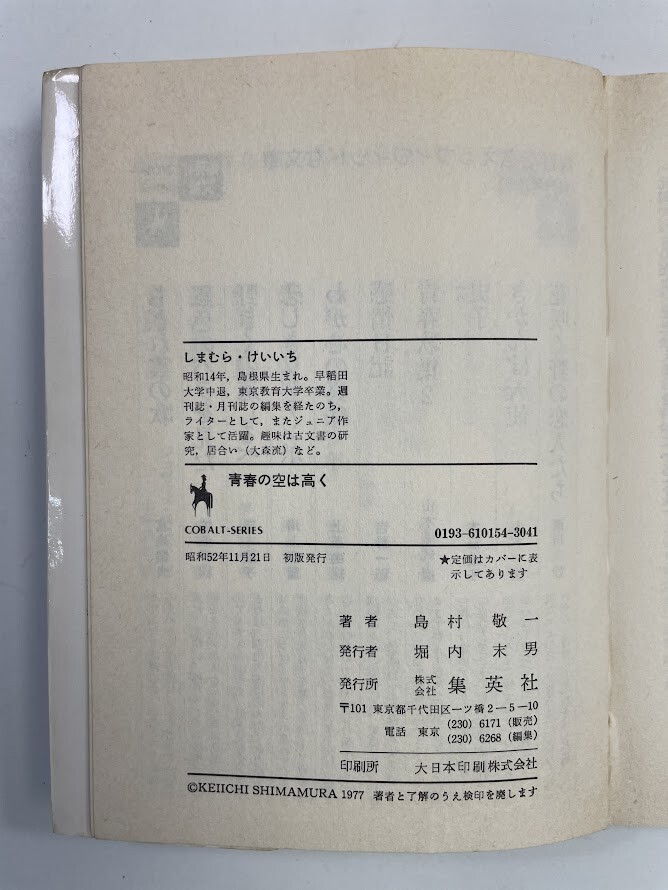 しまむら・けいいち
昭和14年，島根県生まれ。早稲田
大学中退，東京教育大学卒業。週
刊誌・月刊誌の編集を経たのち，
ライターとして，またジュニア作
家として活躍。趣味は古文書の研
究，居合い（大森流）など。
青春の空は高く
COBALT-SERIES
0193-610154-3041
昭和52年11月21日 初版発行
★定価はカバーに表
示してあります
著者 島村敬一
発行者 堀内末男
発行所 株式会社 集英社
〒101 東京都千代田区一ツ橋2－5－10
電話 東京 (230) 6171 (販売)
(230) 6268 (編集)
印刷所 大日本印刷株式会社
©KEIICHI SHIMAMURA 1977 著者と了解のうえ検印を廃します